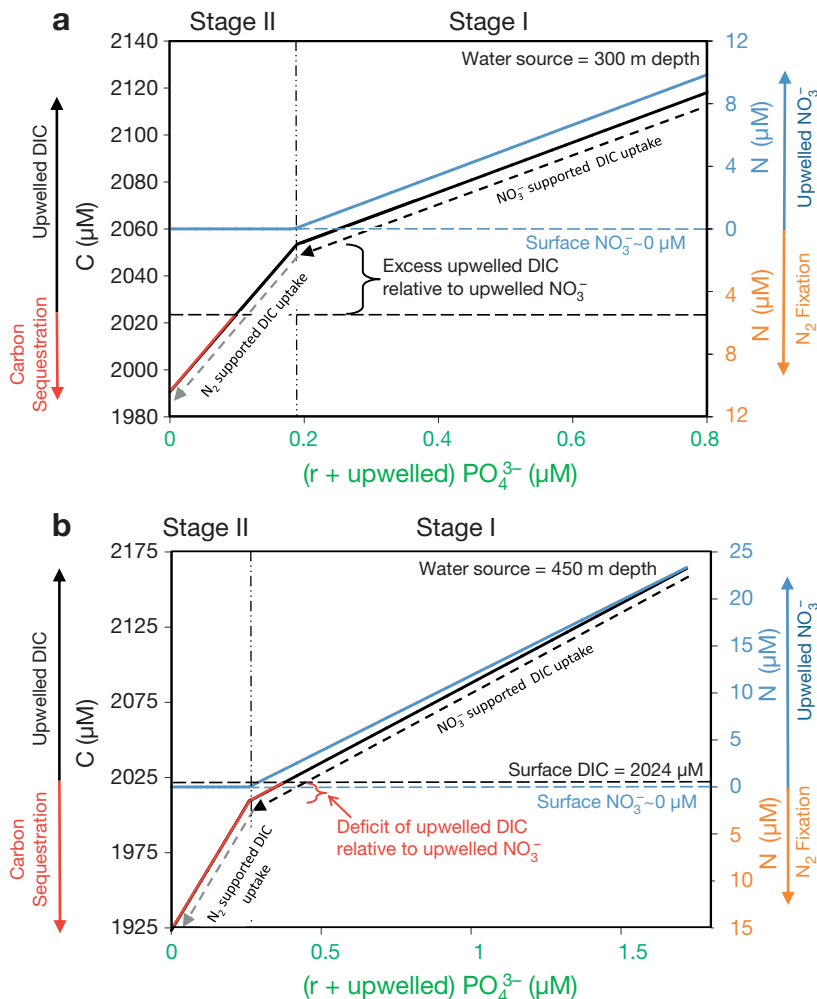 a
Stage II
Stage I
2140
2120
2100
2080
2060
2040
2020
2000
1980
C (µM)
Upwelled DIC
Carbon
Sequestration
Water source = 300 m depth
NO₃⁻ supported DIC uptake
Surface NO₃⁻~0 µM
Excess upwelled DIC
relative to upwelled NO₃⁻
N₂ supported DIC uptake
12
8
4
0
4
8
12
N (µM)
N (µM)
Upwelled NO₃⁻
N₂ Fixation
0
0.2
0.4
0.6
0.8
(r + upwelled) PO₄³⁻ (µM)
b
Stage II
Stage I
2175
2125
2075
2025
1975
1925
C (µM)
Upwelled DIC
Carbon
Sequestration
Water source = 450 m depth
NO₃⁻ supported DIC uptake
Surface DIC = 2024 µM
Surface NO₃⁻~0 µM
Deficit of upwelled DIC
relative to upwelled NO₃⁻
N₂ supported DIC
uptake
25
20
15
10
5
0
5
10
15
N (µM)
N (µM)
Upwelled NO₃⁻
N₂ Fixation
0
0.5
1
1.5
(r + upwelled) PO₄³⁻ (µM)